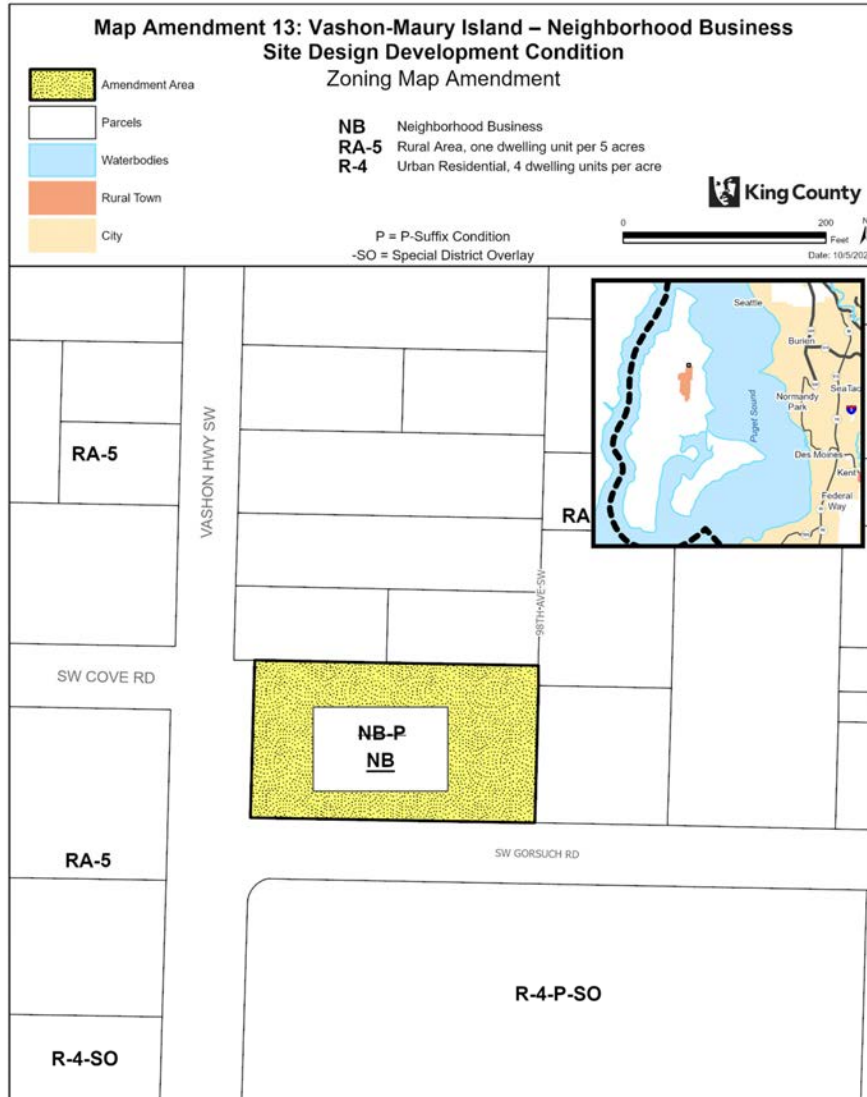 Map Amendment 13: Vashon-Maury Island – Neighborhood Business
Site Design Development Condition
Zoning Map Amendment
Amendment Area
Parcels
Waterbodies
Rural Town
City
NB Neighborhood Business
RA-5 Rural Area, one dwelling unit per 5 acres
R-4 Urban Residential, 4 dwelling units per acre
P = P-Suffix Condition
-SO = Special District Overlay
King County
0 200
Feet
N
Date: 10/5/202
Seattle
Burien
SeaTac
Normandy
Park
Puget Sound
Des Moines
Kent
Federal
Way
RA-5
VASHON HWY SW
RA
98TH AVE SW
SW COVE RD
NB-P
NB
RA-5
SW GORSUCH RD
R-4-P-SO
R-4-SO